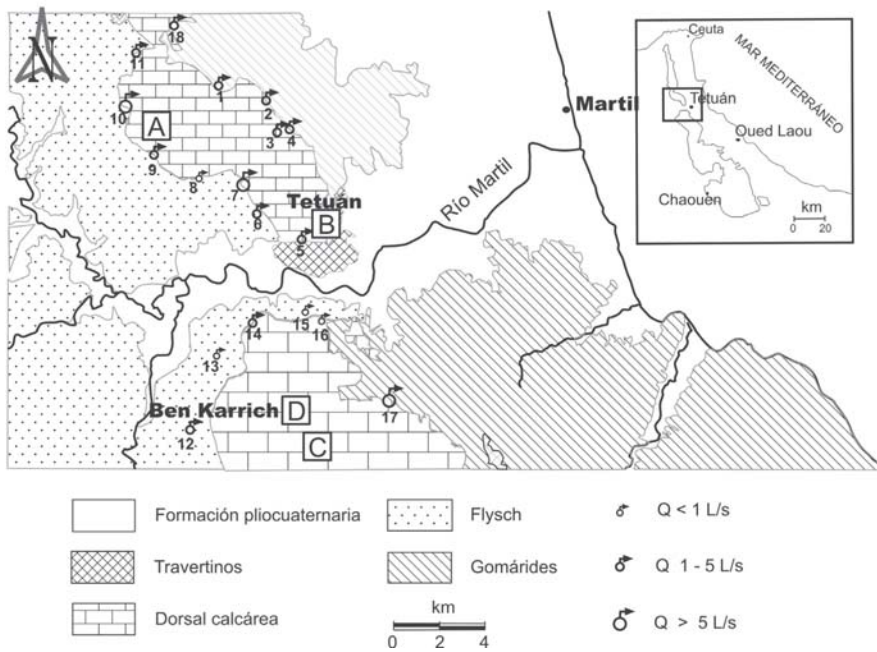 N
18
11
1
2
10
A
3
4
9
8
7
Tetuán
B
6
5
Martil
Río Martil
Ceuta
MAR MEDITERRÁNEO
Tetuán
Oued Laou
Chaouen
km
0 20
15
14
16
13
Ben Karrich
D
17
12
C
Formación pliocuaternaria
Flysch
Q < 1 L/s
Travertinos
Gomárides
Q 1 - 5 L/s
Dorsal calcárea
km
0 2 4
Q > 5 L/s